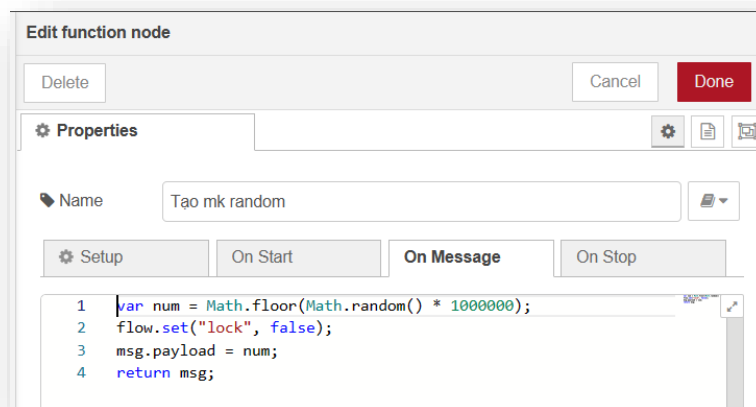 Edit function node
Delete
Cancel
Done
Properties
Name
Tạo mk random
Setup
On Start
On Message
On Stop
1 var num = Math.floor(Math.random() * 1000000);
2 flow.set("lock", false);
3 msg.payload = num;
4 return msg;